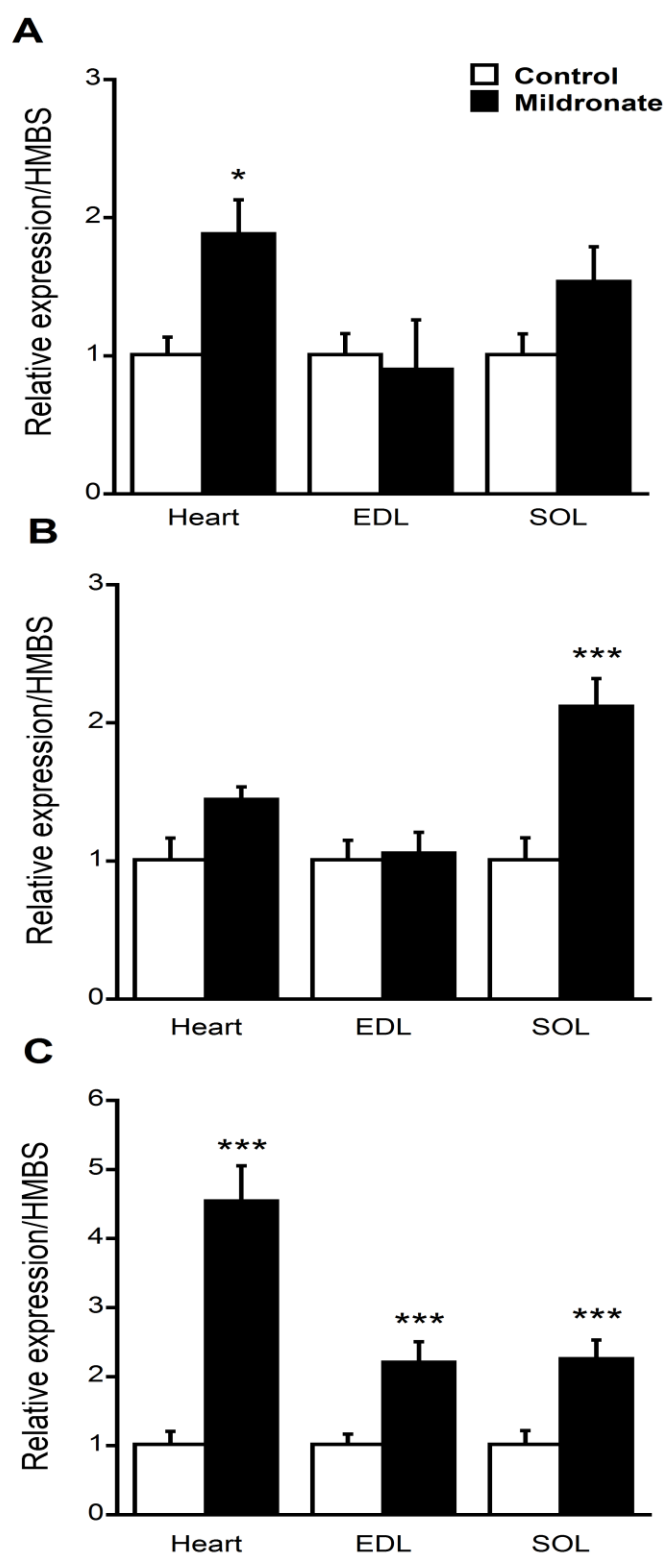 A
Control
Mildronate
Relative expression/HMBS
3
2
1
0
*
Heart EDL SOL
B
Relative expression/HMBS
3
2
1
0
***
Heart EDL SOL
C
Relative expression/HMBS
6
5
4
3
2
1
0
***
***
***
Heart EDL SOL